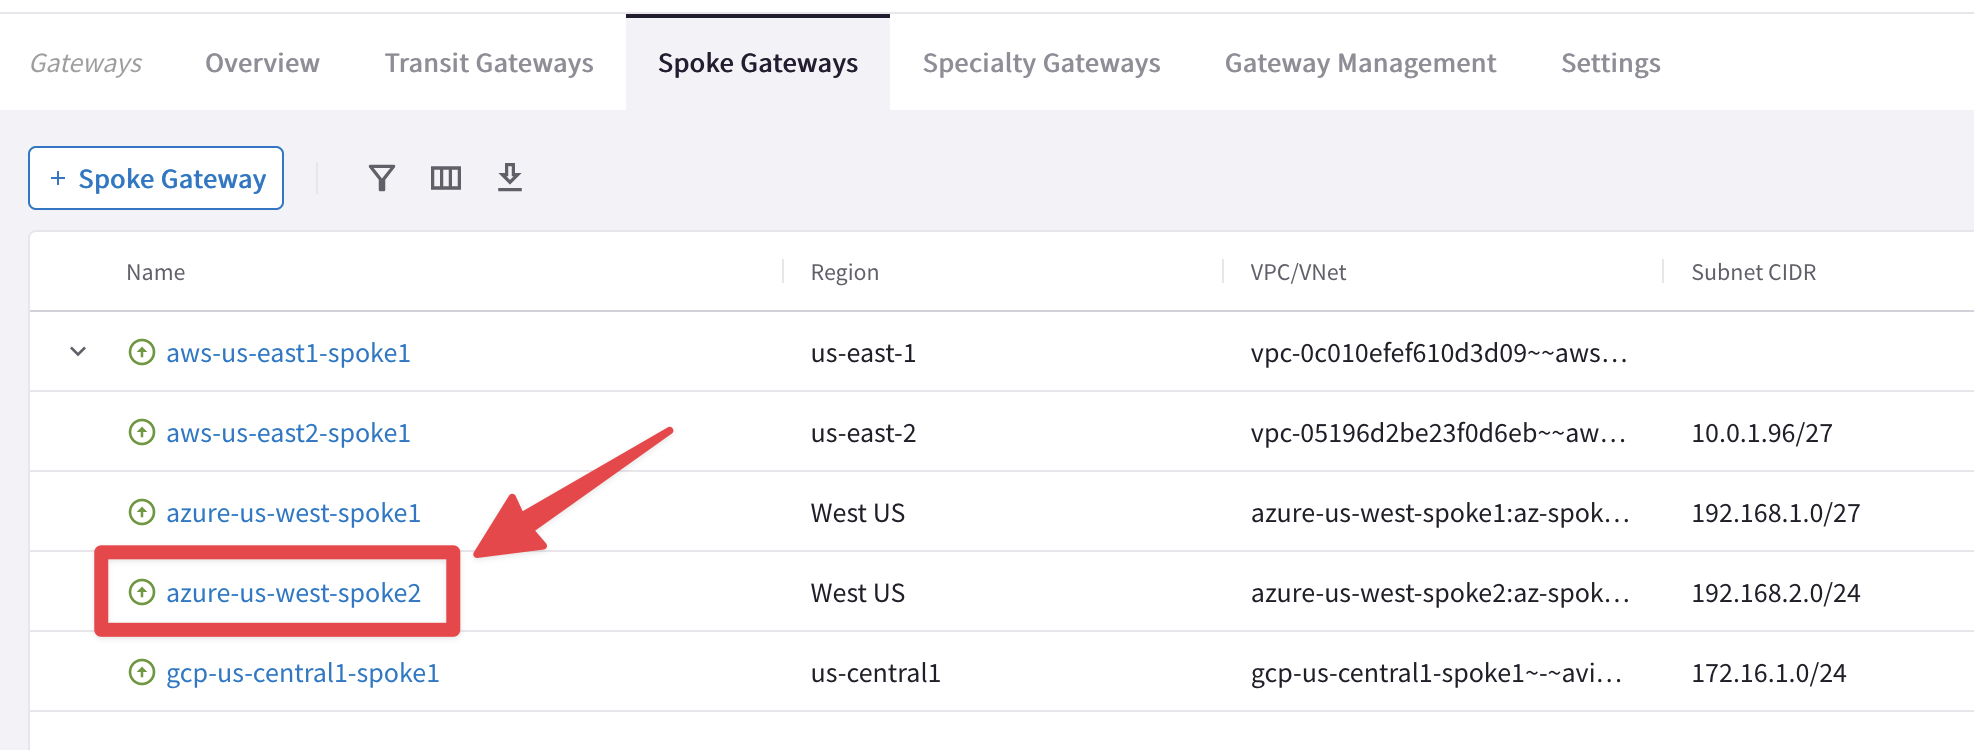 Gateways Overview Transit Gateways Spoke Gateways Specialty Gateways Gateway Management Settings
+ Spoke Gateway
Name Region VPC/VNet Subnet CIDR
aws-us-east1-spoke1 us-east-1 vpc-0c010efef610d3d09~~aws...
aws-us-east2-spoke1 us-east-2 vpc-05196d2be23f0d6eb~~aw... 10.0.1.96/27
azure-us-west-spoke1 West US azure-us-west-spoke1:az-spok... 192.168.1.0/27
azure-us-west-spoke2 West US azure-us-west-spoke2:az-spok... 192.168.2.0/24
gcp-us-central1-spoke1 us-central1 gcp-us-central1-spoke1~-~avi... 172.16.1.0/24